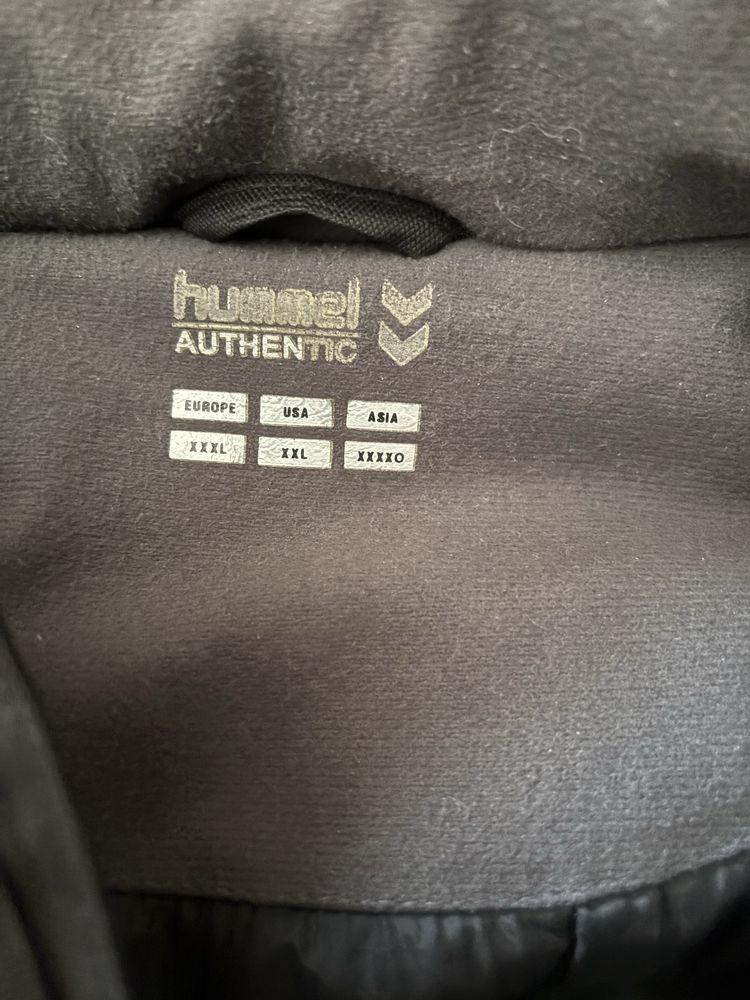 hummel
AUTHENTIC
EUROPE USA ASIA
XXXL XXL XXXXO